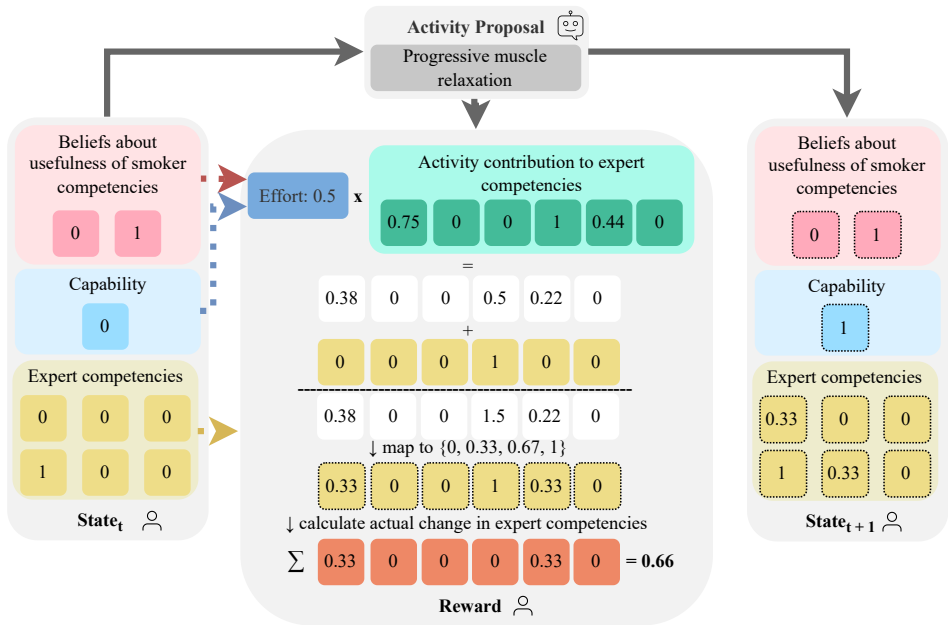 Activity Proposal
Progressive muscle
relaxation
Beliefs about
usefulness of smoker
competencies
0 1
Capability
0
Expert competencies
0 0 0
1 0 0
State_t
Effort: 0.5 x
Activity contribution to expert
competencies
0.75 0 0 1 0.44 0
=
0.38 0 0 0.5 0.22 0
+
0 0 0 1 0 0
0.38 0 0 1.5 0.22 0
↓ map to {0, 0.33, 0.67, 1}
0.33 0 0 1 0.33 0
↓ calculate actual change in expert competencies
∑ 0.33 0 0 0 0.33 0 = 0.66
Reward
Beliefs about
usefulness of smoker
competencies
0 1
Capability
1
Expert competencies
0.33 0 0
1 0.33 0
State_t + 1